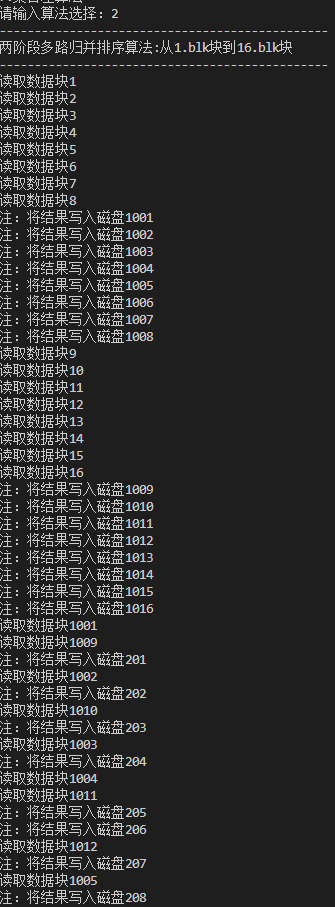 请输入算法选择：2
-----------------------------------------
两阶段多路归并排序算法:从1.blk块到16.blk块
-----------------------------------------
读取数据块1
读取数据块2
读取数据块3
读取数据块4
读取数据块5
读取数据块6
读取数据块7
读取数据块8
注：将结果写入磁盘1001
注：将结果写入磁盘1002
注：将结果写入磁盘1003
注：将结果写入磁盘1004
注：将结果写入磁盘1005
注：将结果写入磁盘1006
注：将结果写入磁盘1007
注：将结果写入磁盘1008
读取数据块9
读取数据块10
读取数据块11
读取数据块12
读取数据块13
读取数据块14
读取数据块15
读取数据块16
注：将结果写入磁盘1009
注：将结果写入磁盘1010
注：将结果写入磁盘1011
注：将结果写入磁盘1012
注：将结果写入磁盘1013
注：将结果写入磁盘1014
注：将结果写入磁盘1015
注：将结果写入磁盘1016
读取数据块1001
读取数据块1009
注：将结果写入磁盘201
读取数据块1002
注：将结果写入磁盘202
读取数据块1010
注：将结果写入磁盘203
读取数据块1003
注：将结果写入磁盘204
读取数据块1004
读取数据块1011
注：将结果写入磁盘205
注：将结果写入磁盘206
读取数据块1012
注：将结果写入磁盘207
读取数据块1005
注：将结果写入磁盘208